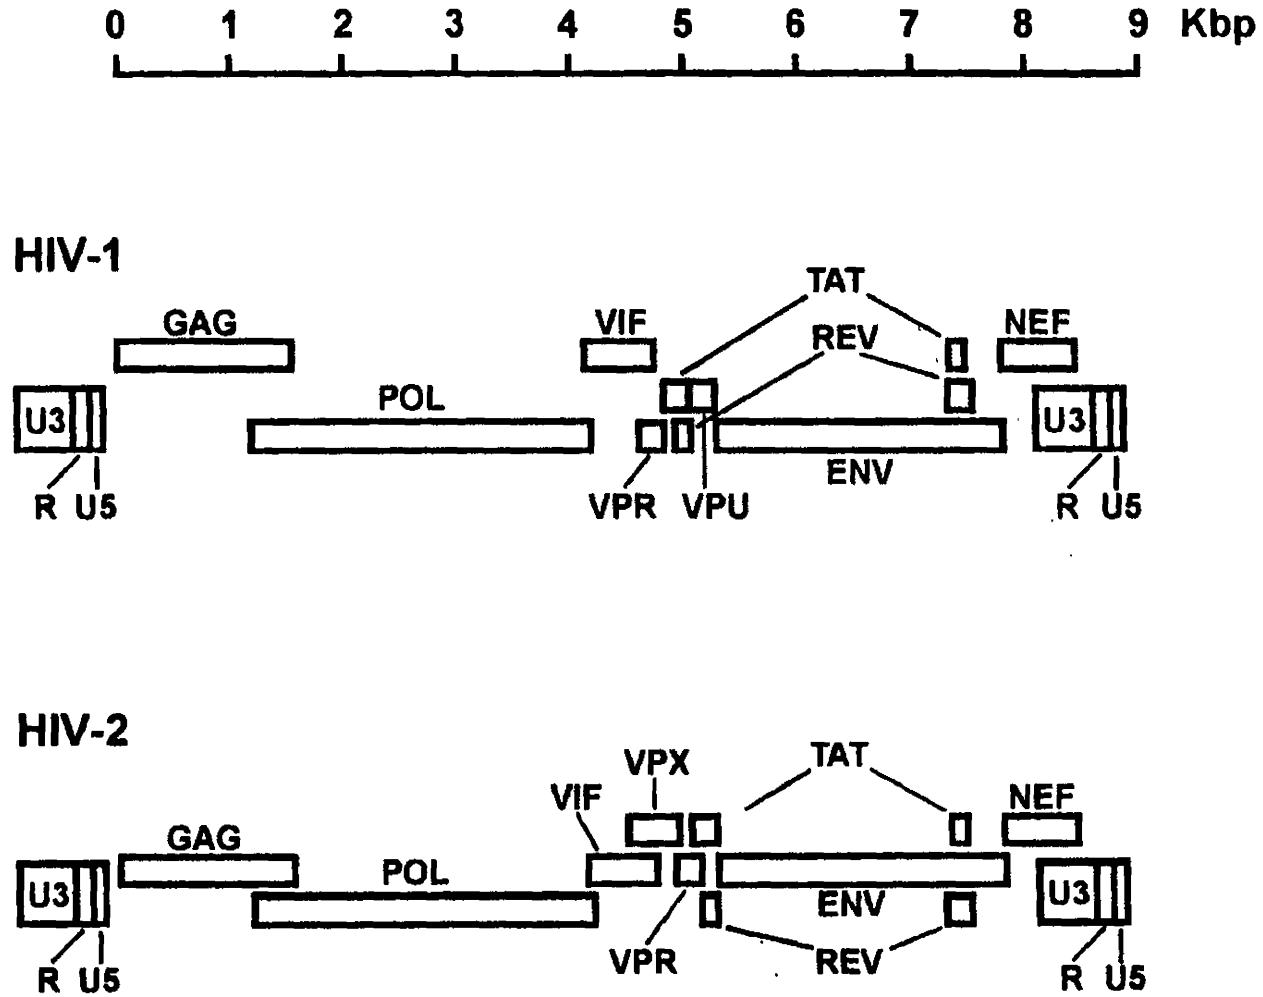 0 1 2 3 4 5 6 7 8 9 Kbp
HIV-1
TAT
GAG VIF REV NEF
POL
U3 U3
ENV
R U5 VPR VPU R U5
HIV-2
VPX TAT
VIF NEF
GAG
POL
U3 ENV U3
VPR REV
R U5 R U5